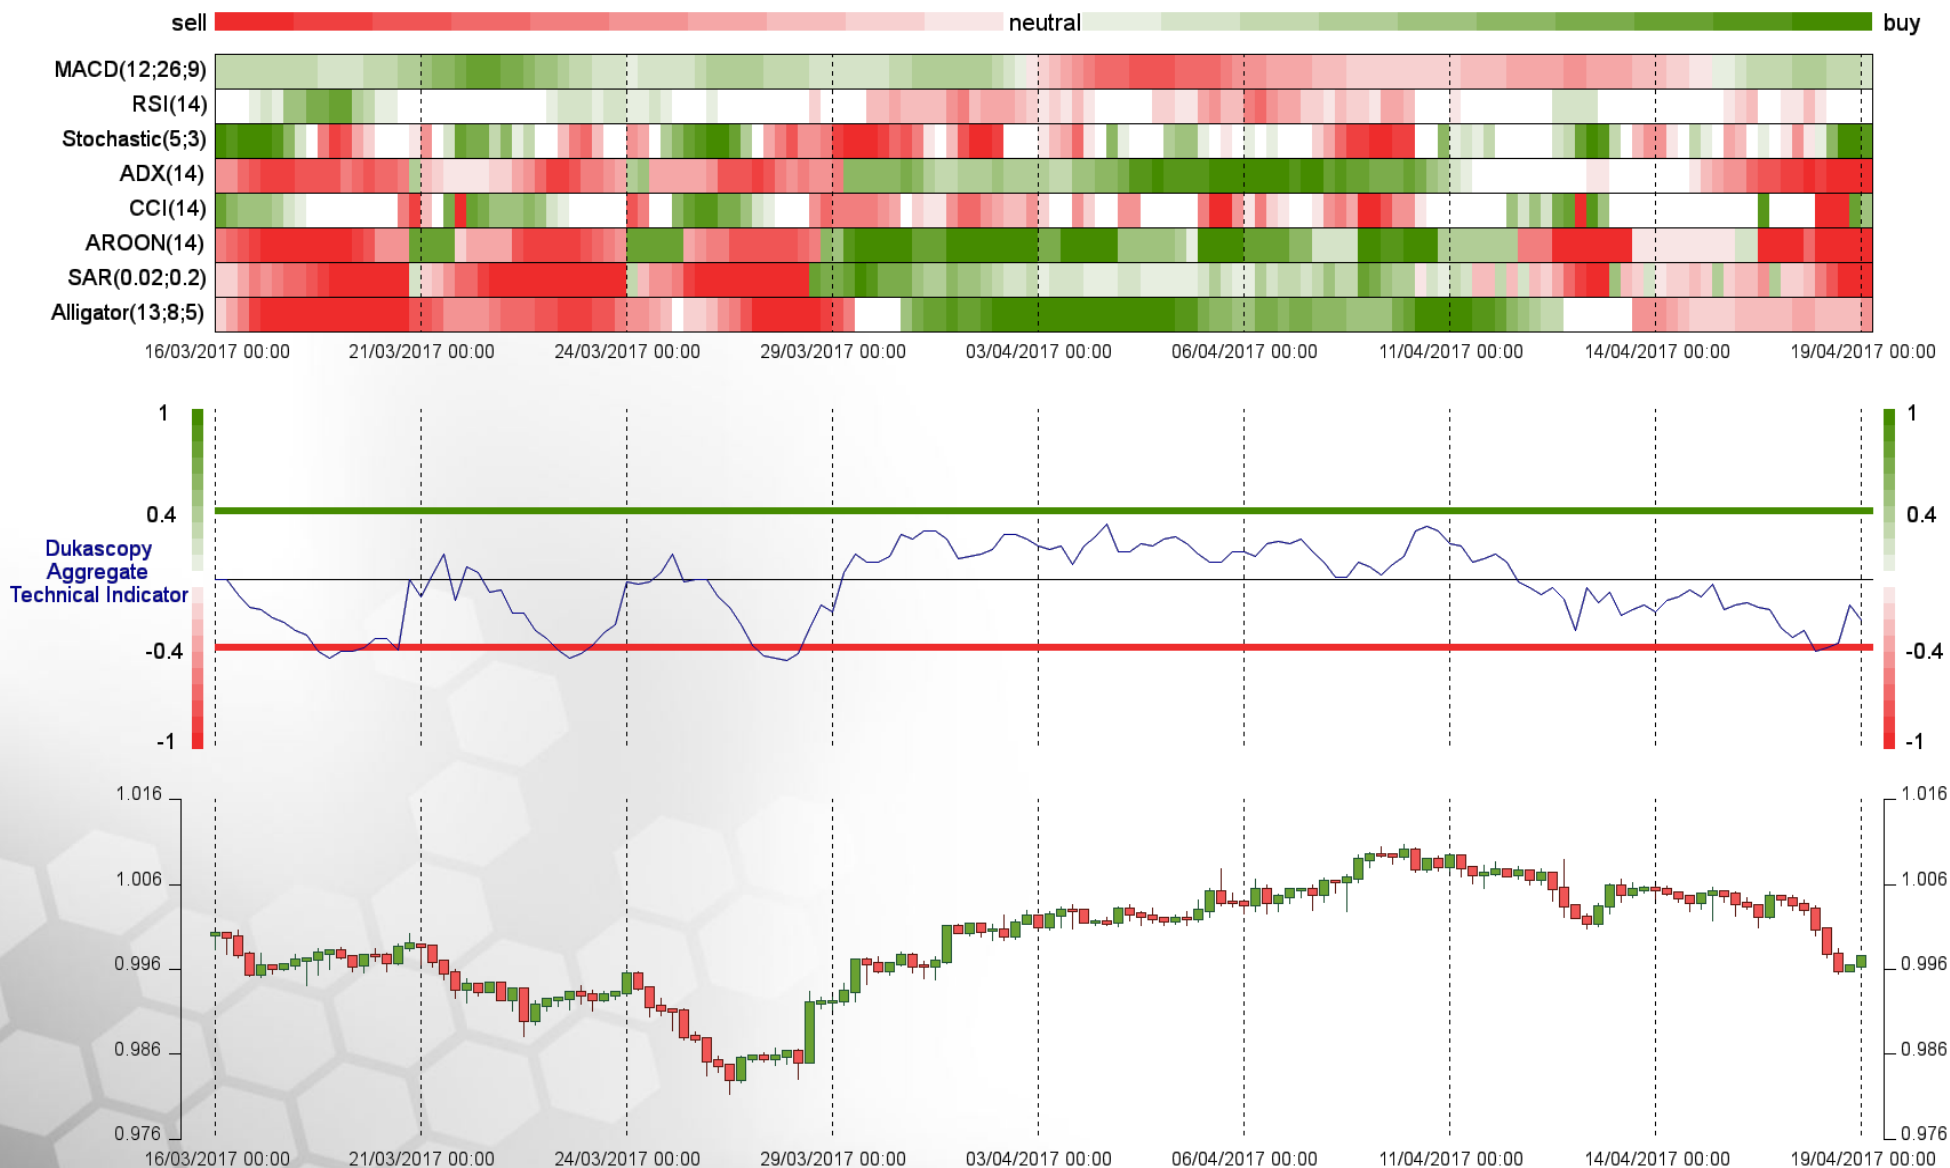 sell neutral buy
MACD(12;26;9)
RSI(14)
Stochastic(5;3)
ADX(14)
CCI(14)
AROON(14)
SAR(0.02;0.2)
Alligator(13;8;5)
16/03/2017 00:00 21/03/2017 00:00 24/03/2017 00:00 29/03/2017 00:00 03/04/2017 00:00 06/04/2017 00:00 11/04/2017 00:00 14/04/2017 00:00 19/04/2017 00:00
1 1
0.4 0.4
Dukascopy
Aggregate
Technical Indicator
-0.4 -0.4
-1 -1
1.016 1.016
1.006 1.006
0.996 0.996
0.986 0.986
0.976 0.976
16/03/2017 00:00 21/03/2017 00:00 24/03/2017 00:00 29/03/2017 00:00 03/04/2017 00:00 06/04/2017 00:00 11/04/2017 00:00 14/04/2017 00:00 19/04/2017 00:00